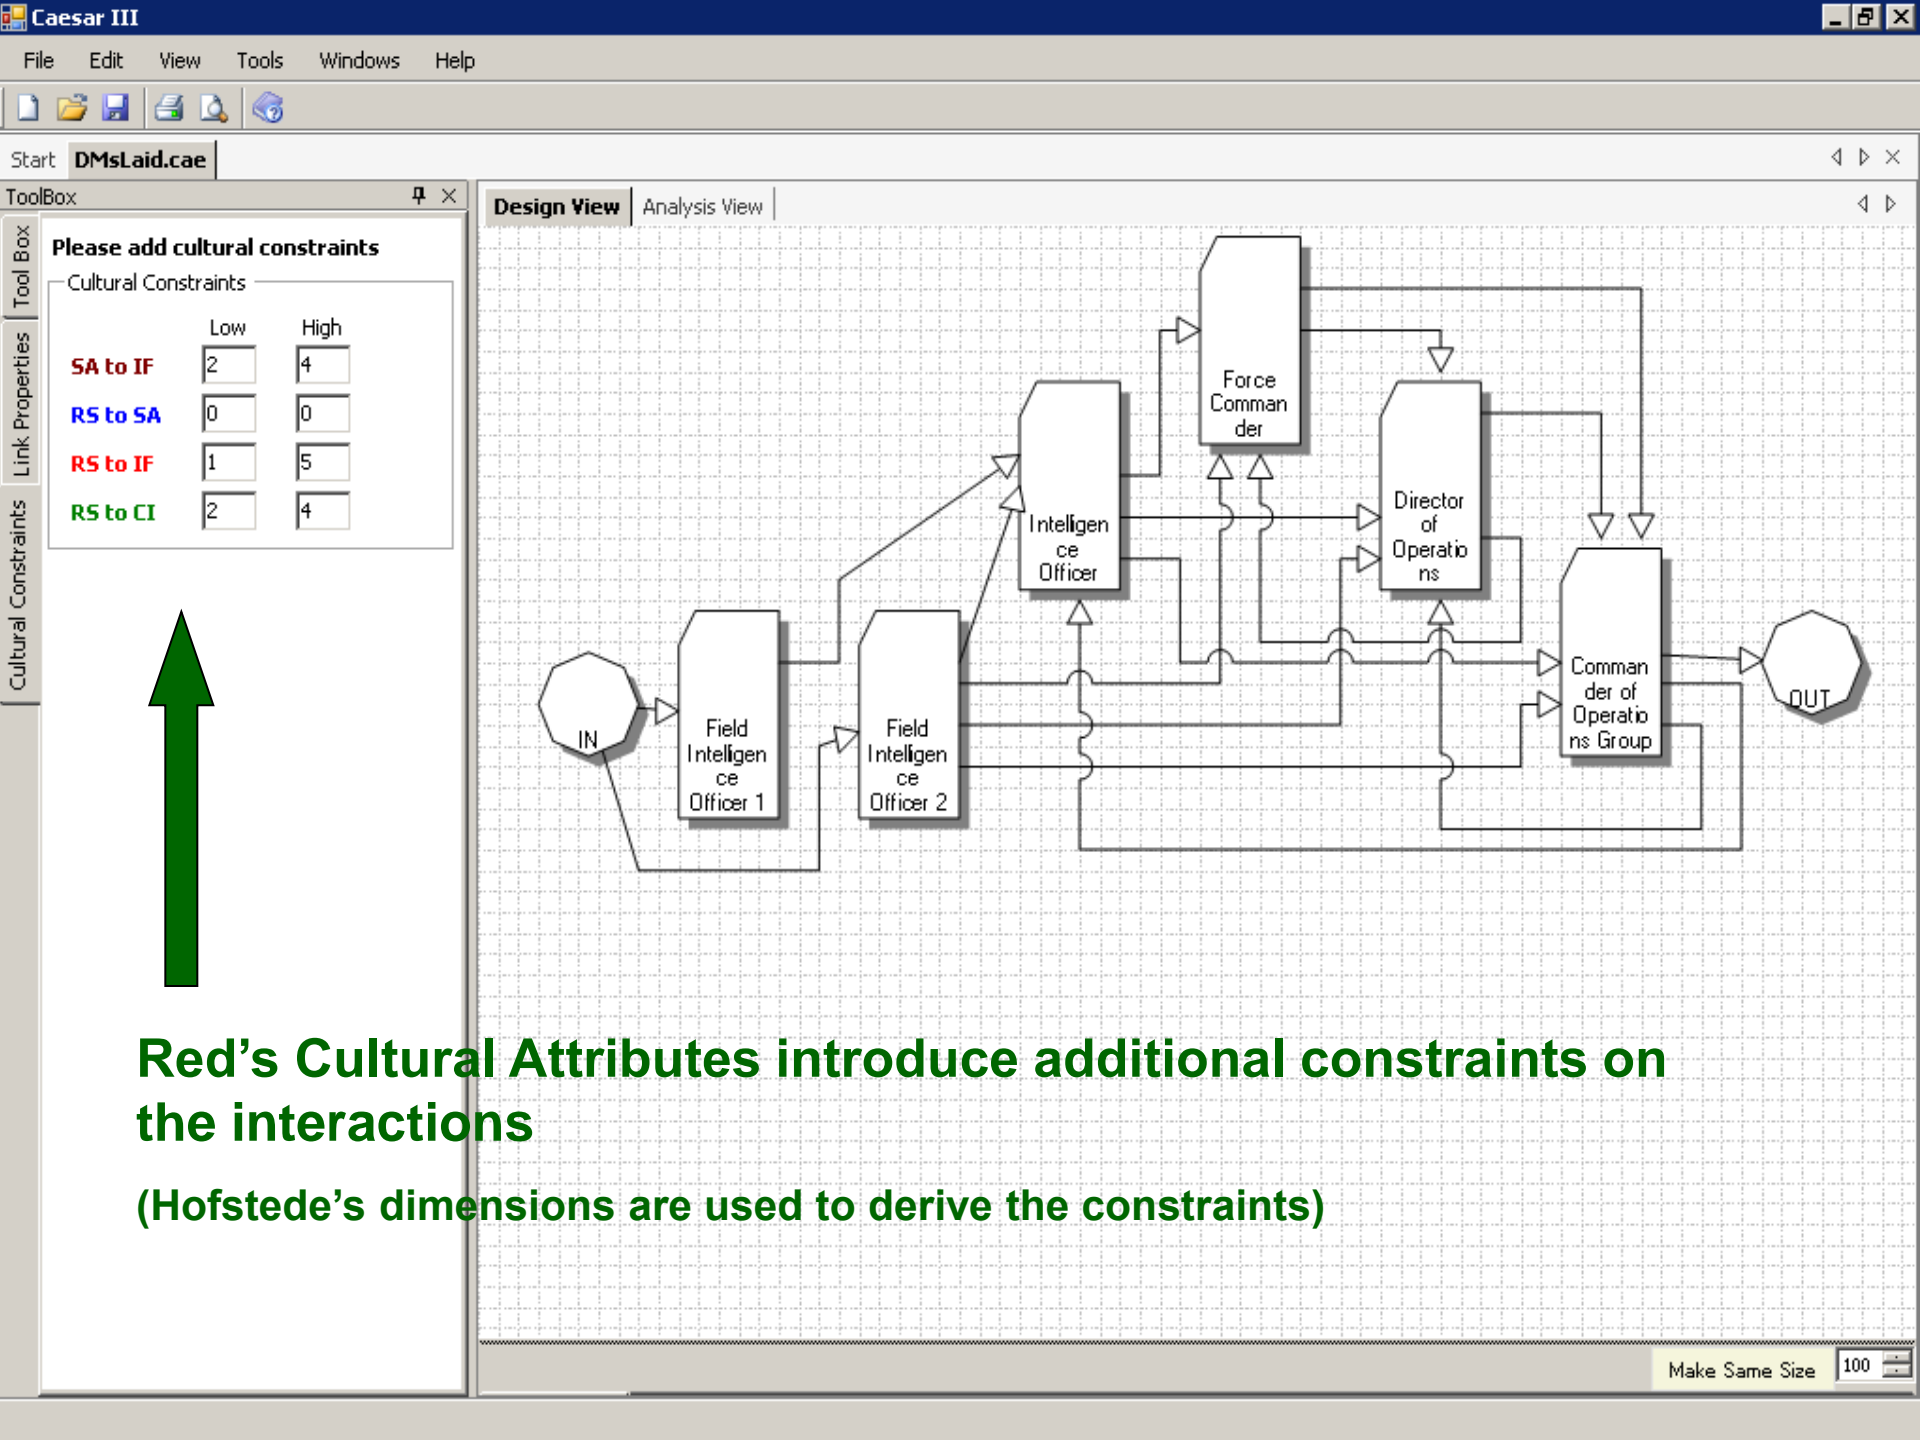 Caesar III
File Edit View Tools Windows Help
Start DMsLaid.cae
ToolBox
Design View Analysis View
Tool Box
Link Properties
Cultural Constraints
Please add cultural constraints
Cultural Constraints
Low High
SA to IF 2 4
RS to SA 0 0
RS to IF 1 5
RS to CI 2 4
Force
Comman
der
Intelligen
ce
Officer
Director
of
Operatio
ns
Comman
der of
Operatio
ns Group
IN
Field
Intelligen
ce
Officer 1
Field
Intelligen
ce
Officer 2
OUT
Red’s Cultural Attributes introduce additional constraints on
the interactions
(Hofstede’s dimensions are used to derive the constraints)
Make Same Size 100